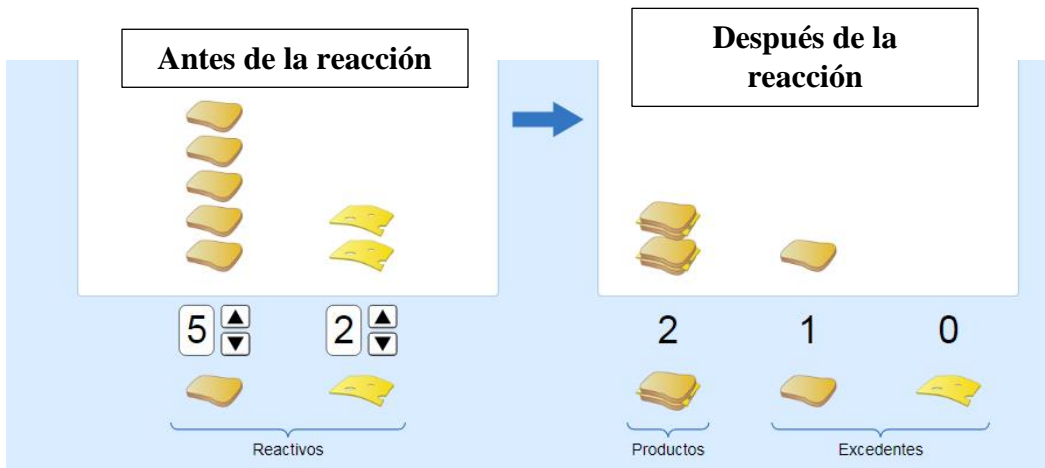 Antes de la reacción
Después de la
reacción
5 2 2 1 0
Reactivos Productos Excedentes